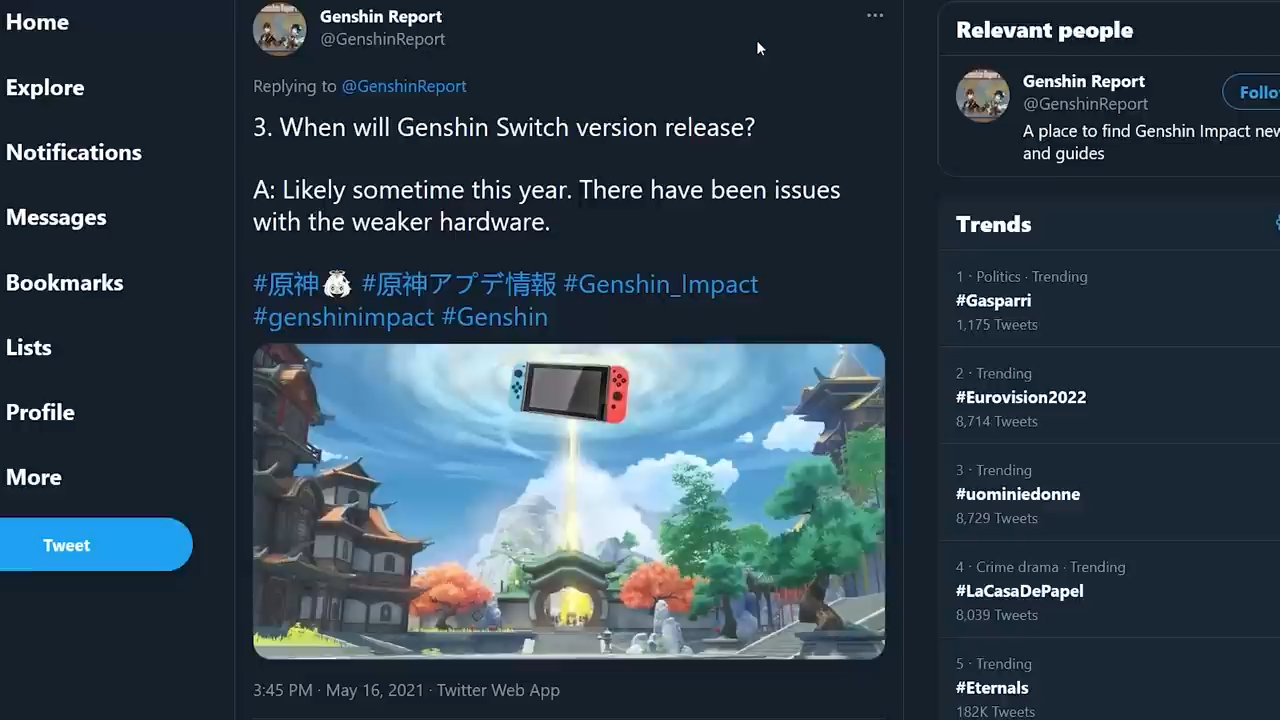 Home
Explore
Notifications
Messages
Bookmarks
Lists
Profile
More
Tweet
Genshin Report
@GenshinReport
Replying to @GenshinReport
3. When will Genshin Switch version release?
A: Likely sometime this year. There have been issues
with the weaker hardware.
#原神 #原神アプデ情報 #Genshin_Impact
#genshinimpact #Genshin
3:45 PM · May 16, 2021 · Twitter Web App
Relevant people
Genshin Report
@GenshinReport
Follo
A place to find Genshin Impact nev
and guides
Trends
1 · Politics · Trending
#Gasparri
1,175 Tweets
2 · Trending
#Eurovision2022
8,714 Tweets
3 · Trending
#uominiedonne
8,729 Tweets
4 · Crime drama · Trending
#LaCasaDePapel
8,039 Tweets
5 · Trending
#Eternals
182K Tweets